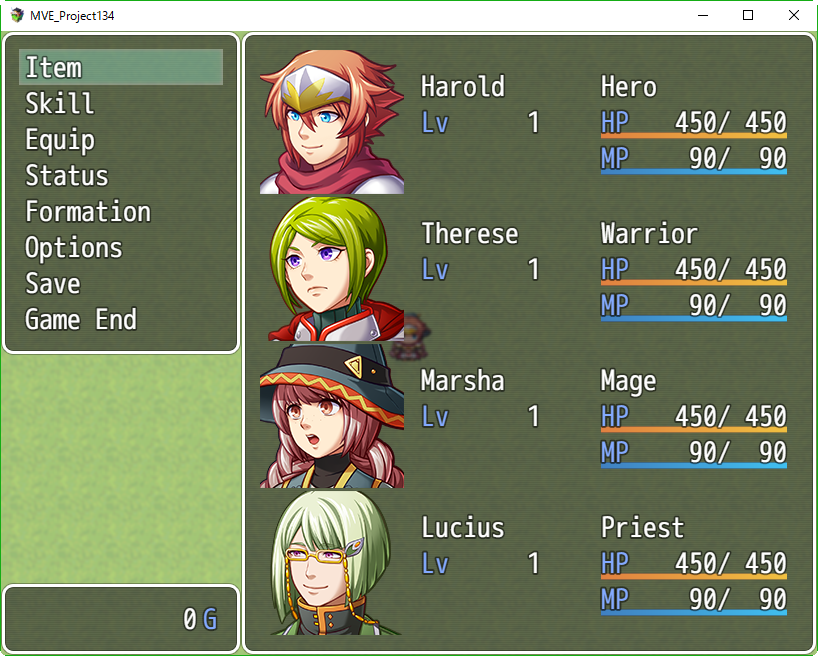 MVE_Project134
Item
Skill
Equip
Status
Formation
Options
Save
Game End
0 G
Harold Hero
Lv 1 HP 450/ 450
MP 90/ 90
Therese Warrior
Lv 1 HP 450/ 450
MP 90/ 90
Marsha Mage
Lv 1 HP 450/ 450
MP 90/ 90
Lucius Priest
Lv 1 HP 450/ 450
MP 90/ 90